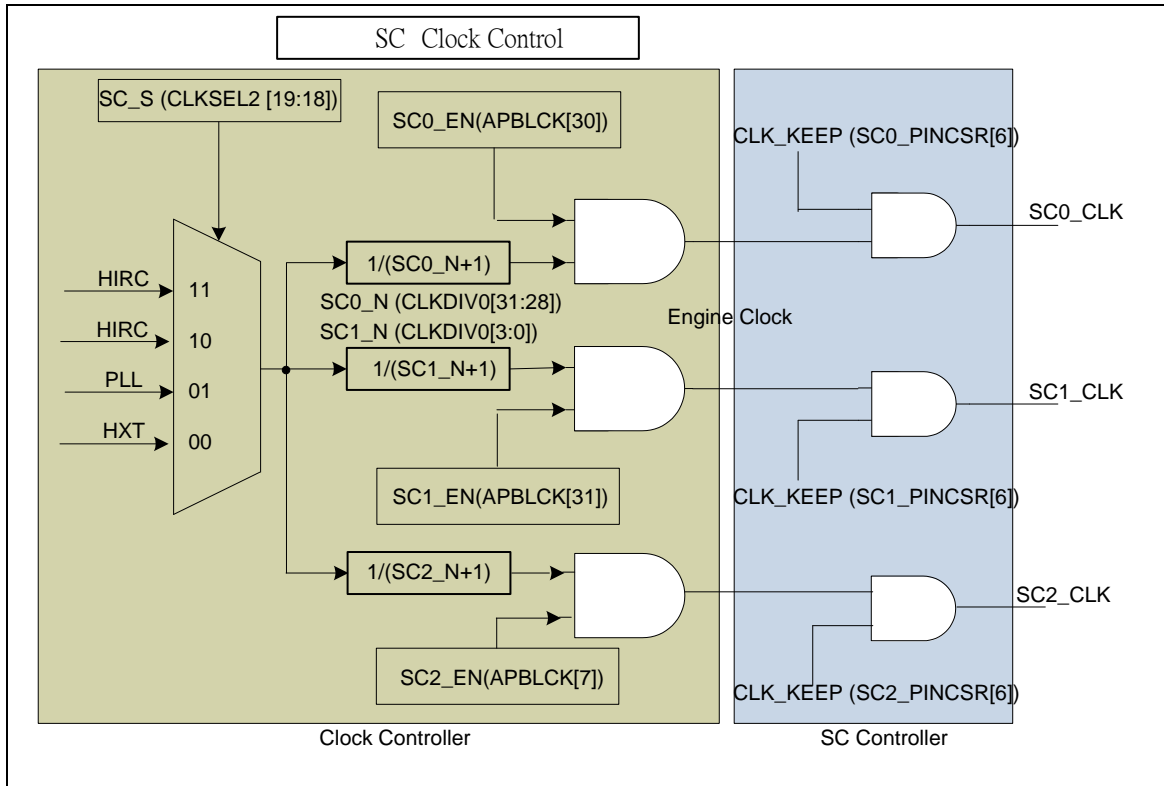 SC Clock Control
SC_S (CLKSEL2 [19:18])
SC0_EN(APBLCK[30])
CLK_KEEP (SC0_PINCSR[6])
SC0_CLK
HIRC
11
1/(SC0_N+1)
SC0_N (CLKDIV0[31:28])
Engine Clock
HIRC
10
SC1_N (CLKDIV0[3:0])
PLL
01
1/(SC1_N+1)
SC1_CLK
HXT
00
SC1_EN(APBLCK[31])
CLK_KEEP (SC1_PINCSR[6])
1/(SC2_N+1)
SC2_CLK
SC2_EN(APBLCK[7])
CLK_KEEP (SC2_PINCSR[6])
Clock Controller
SC Controller